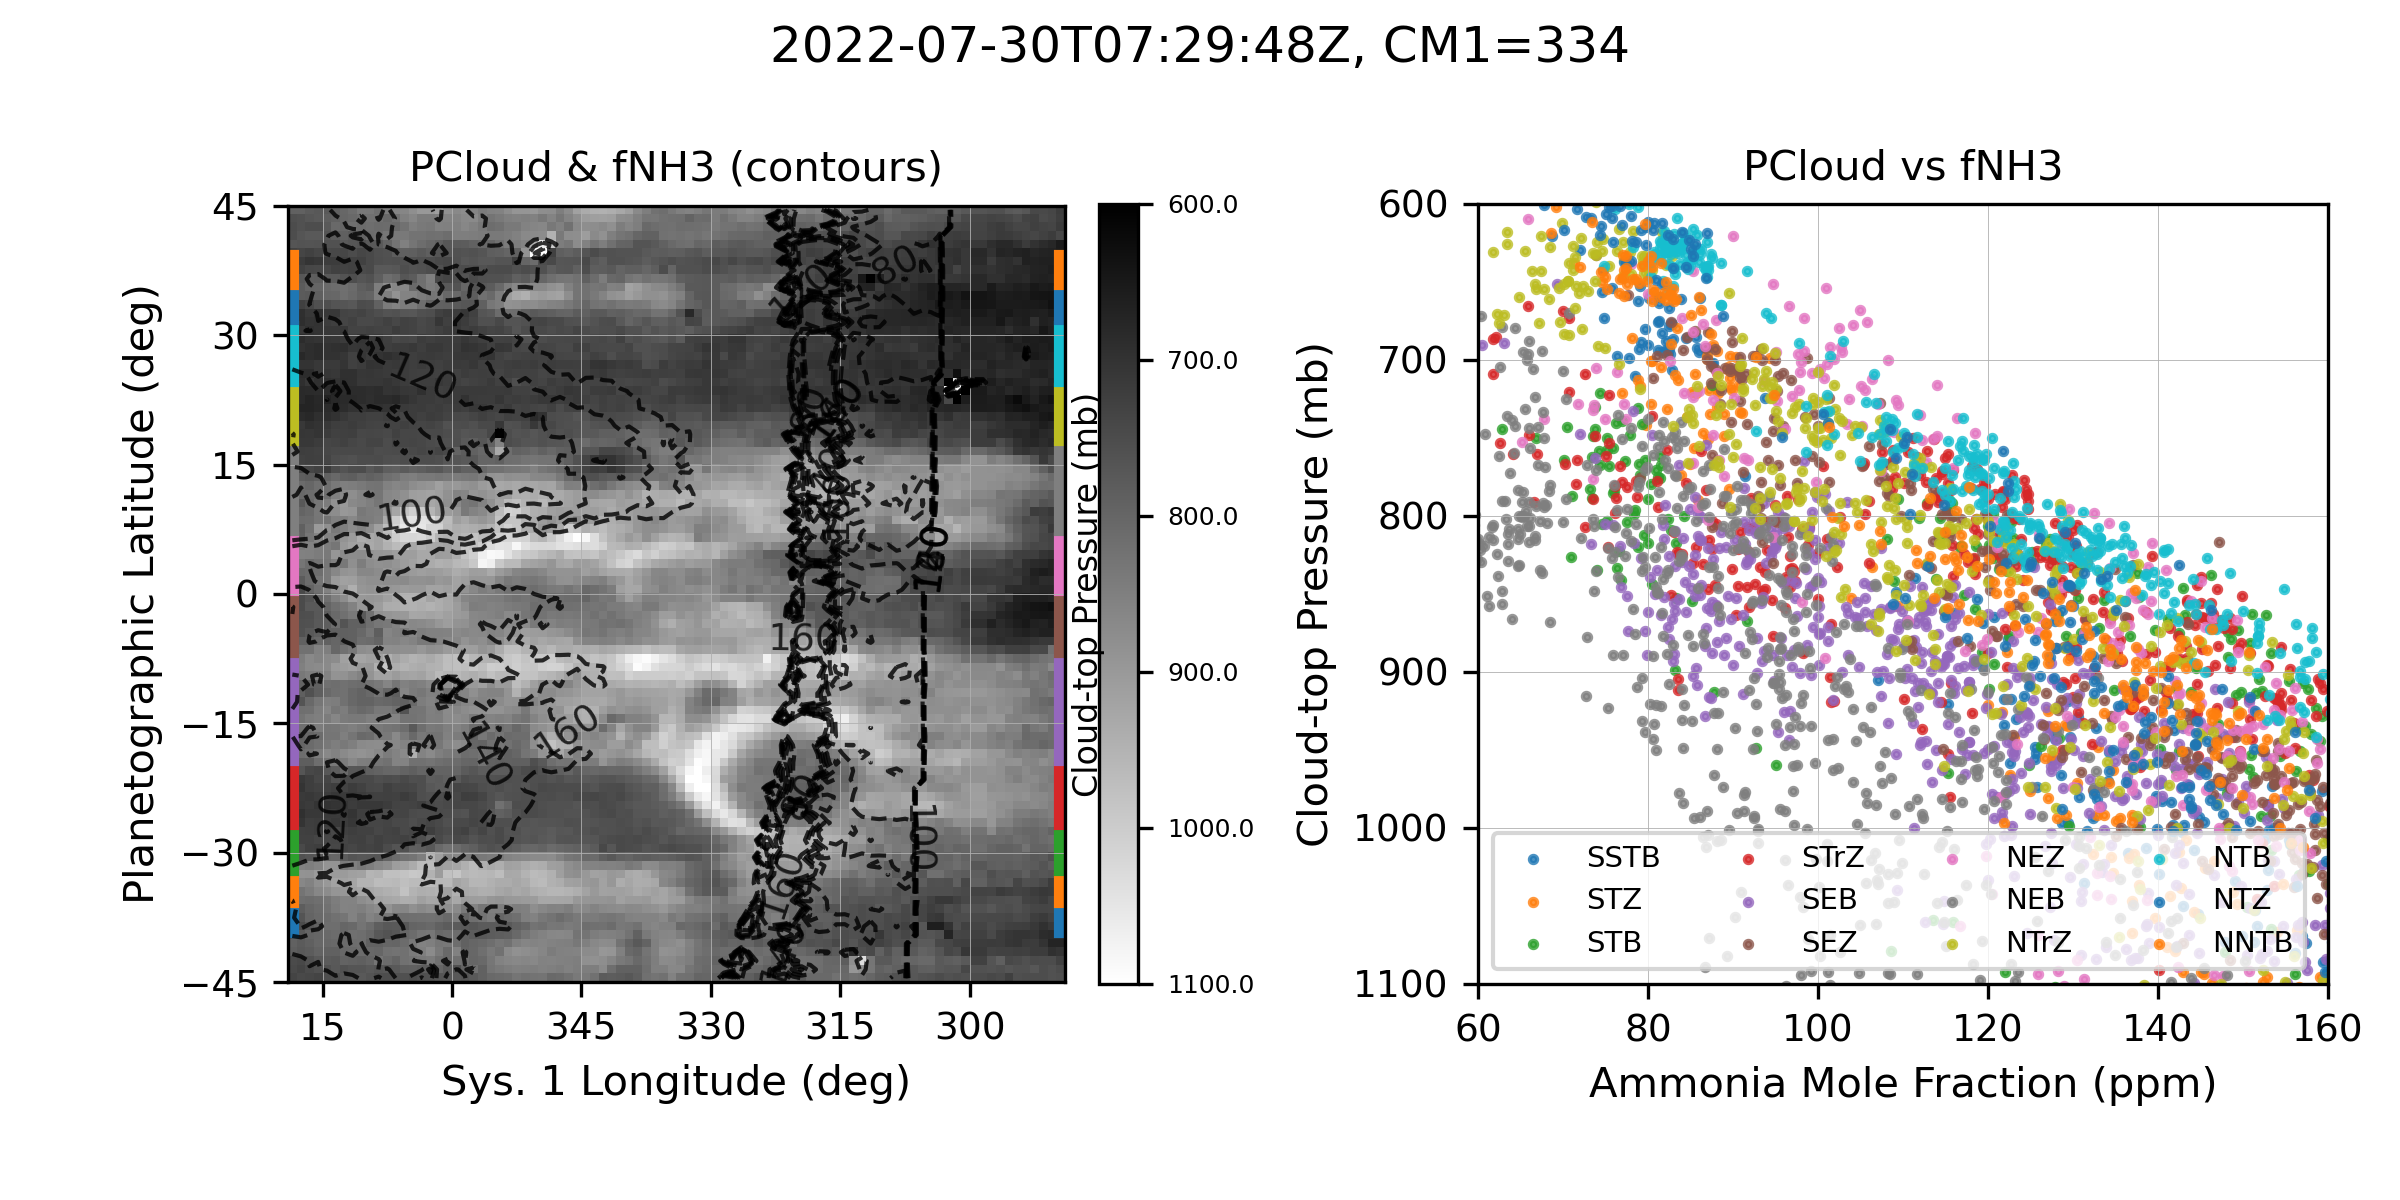 2022-07-30T07:29:48Z, CM1=334
PCloud & fNH3 (contours)
Planetographic Latitude (deg)
45
30
15
0
−15
−30
−45
15
0
345
330
315
300
Sys. 1 Longitude (deg)
120
100
160
140
120
80
160
160
100
Cloud-top Pressure (mb)
600.0
700.0
800.0
900.0
1000.0
1100.0
PCloud vs fNH3
Cloud-top Pressure (mb)
600
700
800
900
1000
1100
60
80
100
120
140
160
Ammonia Mole Fraction (ppm)
SSTB
STZ
STB
STrZ
SEB
SEZ
NEZ
NEB
NTrZ
NTB
NTZ
NNTB